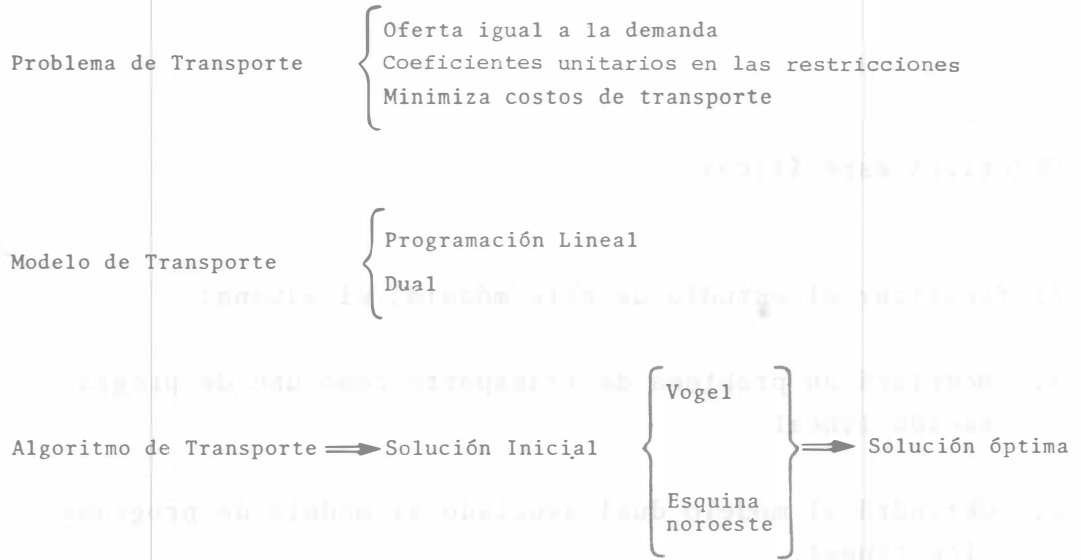 Oferta igual a la demanda
Problema de Transporte
Coeficientes unitarios en las restricciones
Minimiza costos de transporte
Programación Lineal
Modelo de Transporte
Dual
Vogel
Algoritmo de Transporte Solución Inicial Solución óptima
Esquina
noroeste